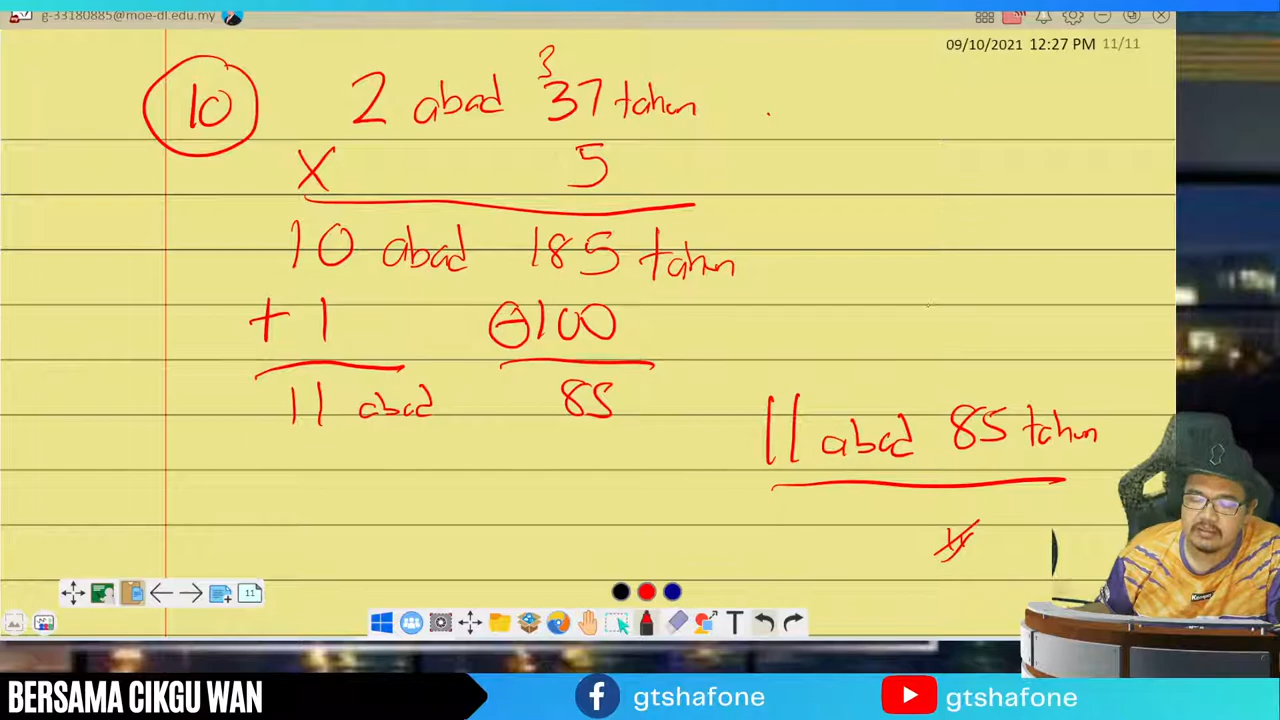 g-33180885@moe-dl.edu.my
09/10/2021 12:27 PM 11/11
10
3
2 abad 37 tahun
X 5
10 abad 185 tahun
+ 1 -100
11 abad 85
11 abad 85 tahun
11
T
BERSAMA CIKGU WAN
gtshafone
gtshafone